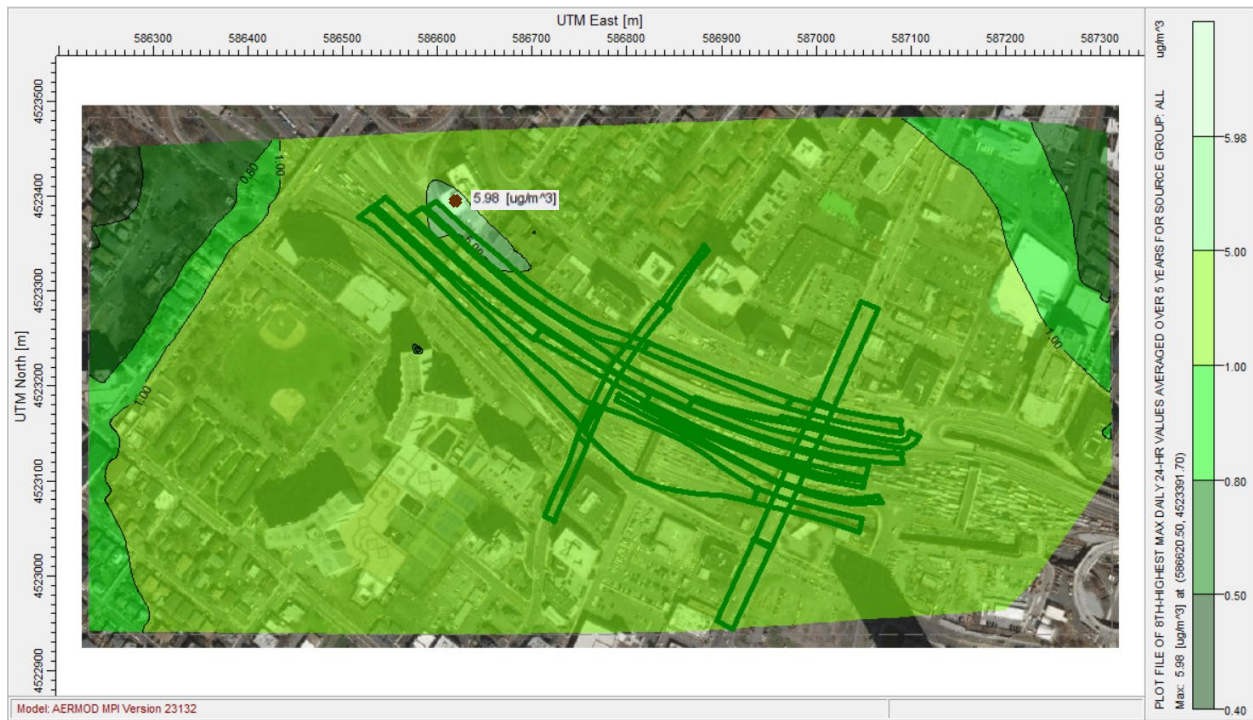 UTM East [m]
586300 586400 586500 586600 586700 586800 586900 587000 587100 587200 587300
UTM North [m]
4523500
4523400
4523300
4523200
4523100
4523000
4522900
1.00
0.80
5.98 [ug/m^3]
5.00
1.00
1.00
PLOT FILE OF 8TH-HIGHEST MAX DAILY 24-HR VALUES AVERAGED OVER 5 YEARS FOR SOURCE GROUP: ALL
ug/m^3
Max: 5.98 [ug/m^3] at (586620.50, 4523391.70)
5.98
5.00
1.00
0.80
0.50
0.40
Model: AERMOD MPI Version 23132